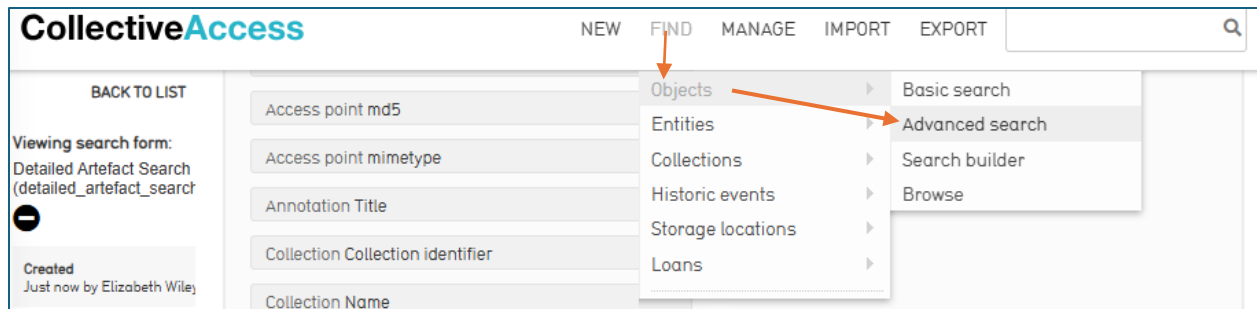 CollectiveAccess
NEW FIND MANAGE IMPORT EXPORT
BACK TO LIST
Viewing search form:
Detailed Artefact Search
(detailed_artefact_search
Created
Just now by Elizabeth Wiley
Access point md5
Access point mimetype
Annotation Title
Collection Collection identifier
Collection Name
Objects
Entities
Collections
Historic events
Storage locations
Loans
Basic search
Advanced search
Search builder
Browse